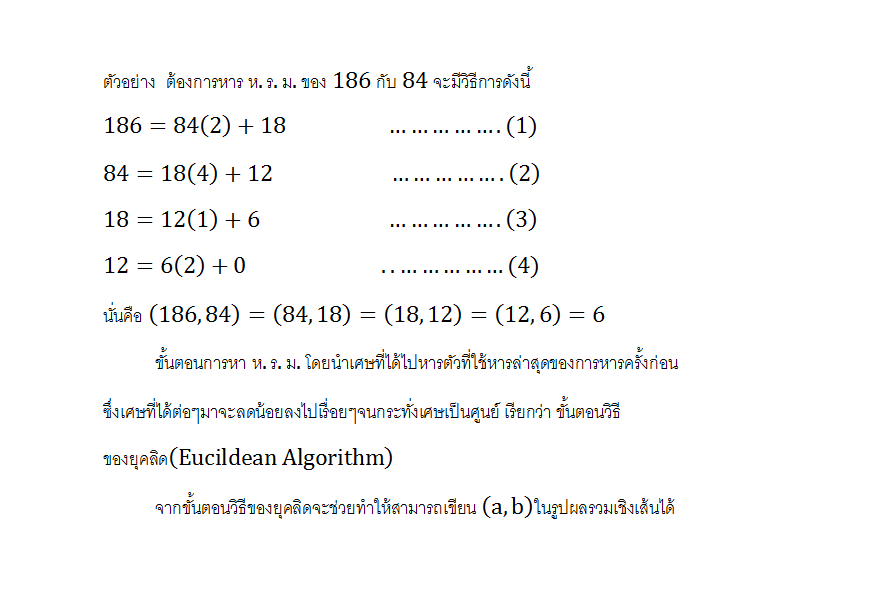 ตัวอย่าง ต้องการหาร ห. ร. ม. ของ 186 กับ 84 จะมีวิธีการดังนี้
186 = 84(2) + 18 … … … … …. (1)
84 = 18(4) + 12 … … … … …. (2)
18 = 12(1) + 6 … … … … …. (3)
12 = 6(2) + 0 . . … … … … … (4)
นั่นคือ (186, 84) = (84, 18) = (18, 12) = (12, 6) = 6
ขั้นตอนการหา ห. ร. ม. โดยนำเศษที่ได้ไปหารตัวที่ใช้หารล่าสุดของการหารครั้งก่อน
ซึ่งเศษที่ได้ต่อๆมาจะลดน้อยลงไปเรื่อยๆจนกระทั่งเศษเป็นศูนย์ เรียกว่า ขั้นตอนวิธี
ของยุคลิด(Eucildean Algorithm)
จากขั้นตอนวิธีของยุคลิดจะช่วยทำให้สามารถเขียน (a, b)ในรูปผลรวมเชิงเส้นได้